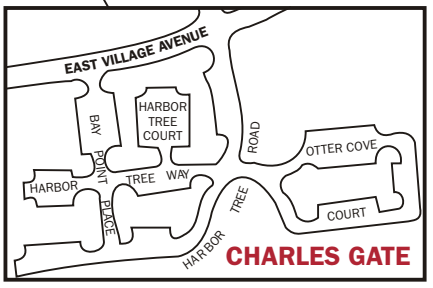 EAST VILLAGE AVENUE
HARBOR
TREE
COURT
BAY POINT PLACE
HARBOR TREE WAY
HARBOR TREE ROAD
OTTER COVE
COURT
CHARLES GATE